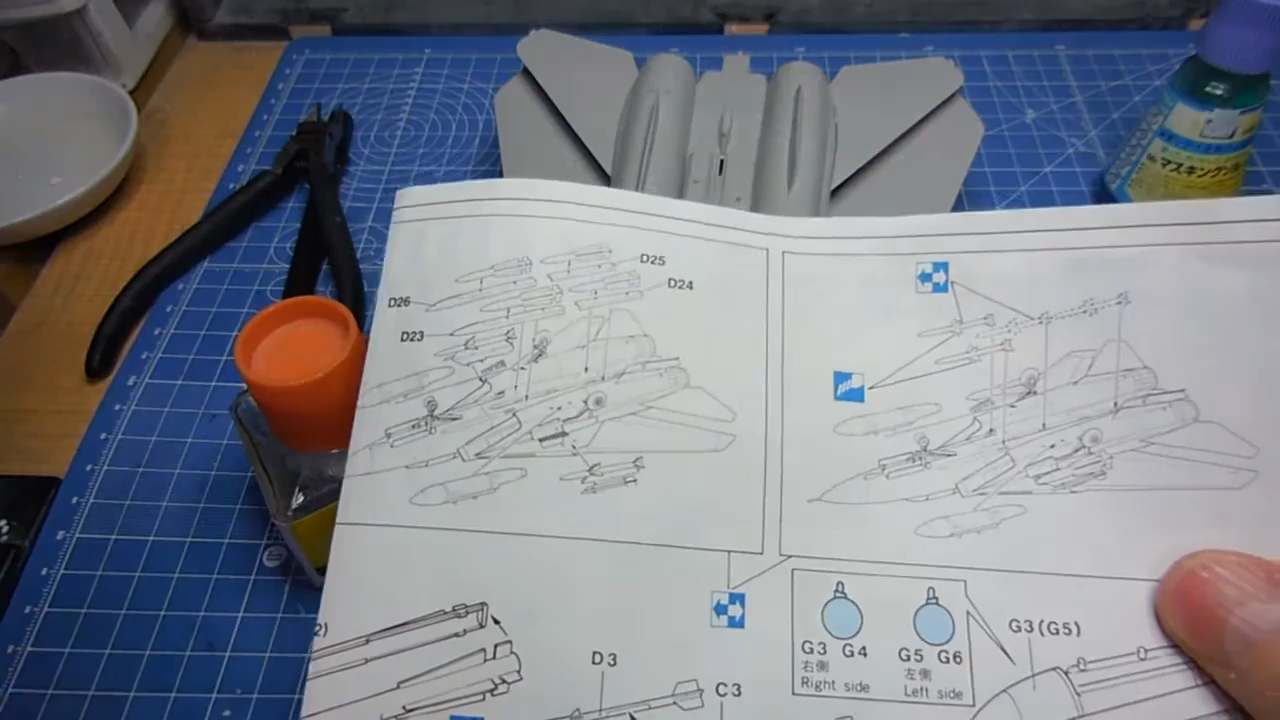 D25
D24
D26
D23
マスキング
2)
D3
C3
G3 G4
右側
Right side
G5 G6
左側
Left side
G3(G5)